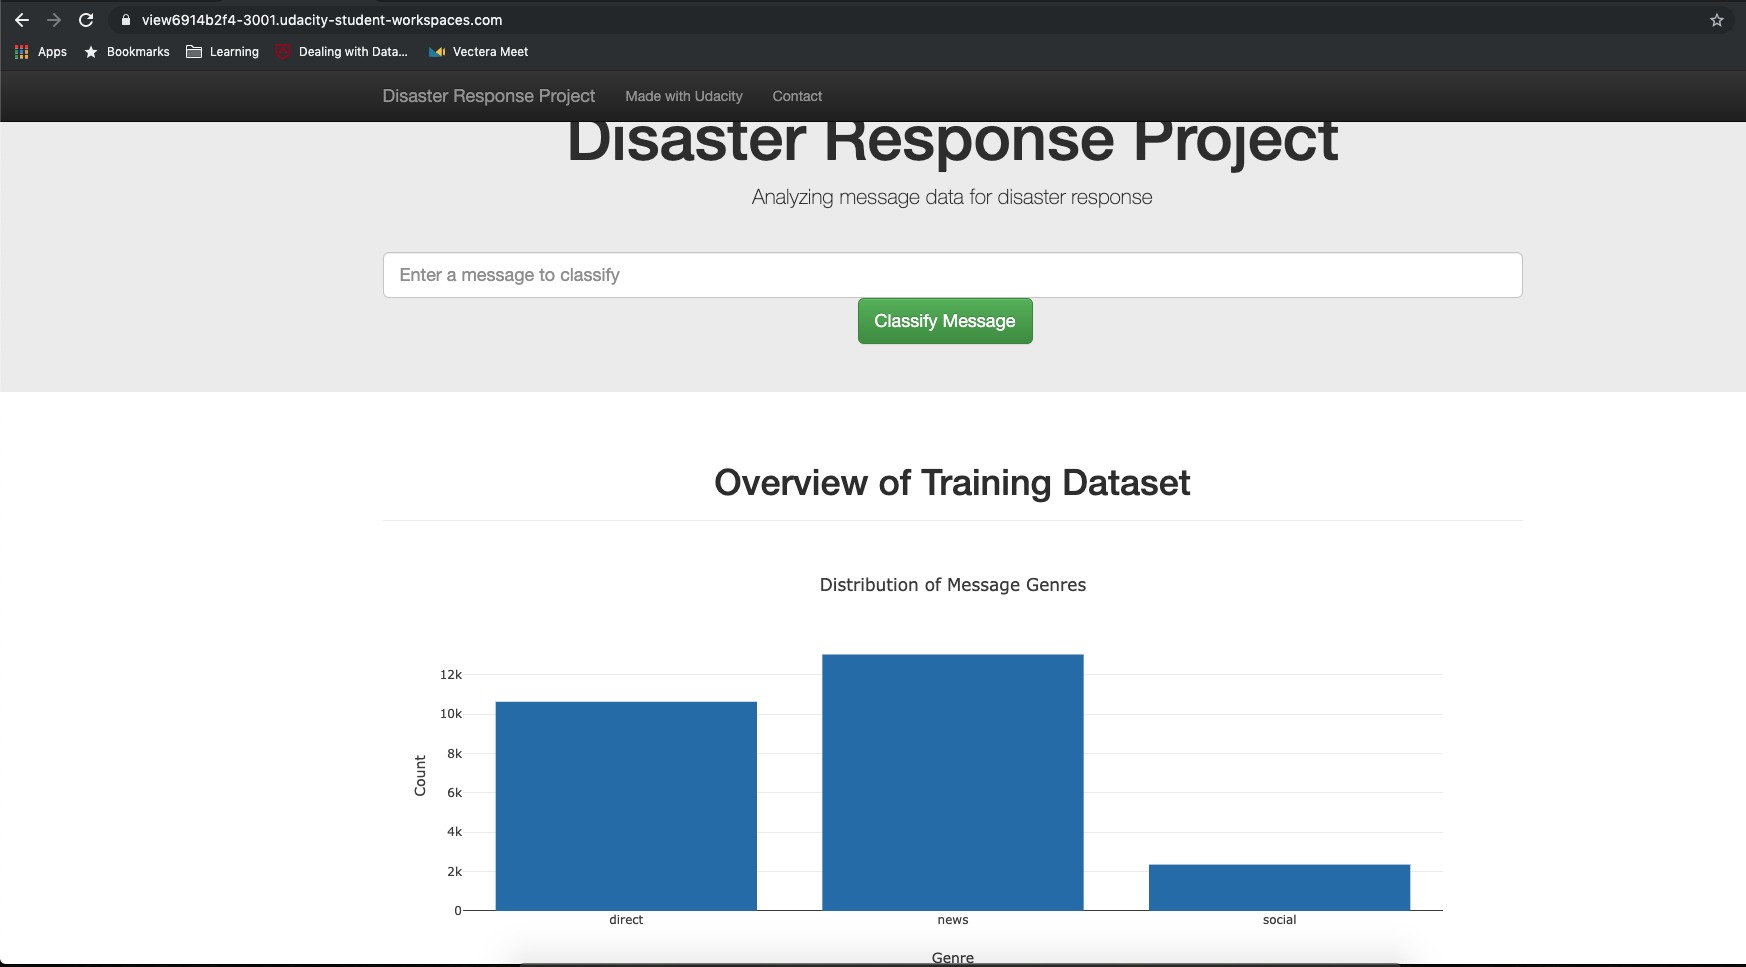 view6914b2f4-3001.udacity-student-workspaces.com
Apps Bookmarks Learning Dealing with Data... Vectera Meet
Disaster Response Project Made with Udacity Contact
Disaster Response Project
Analyzing message data for disaster response
Enter a message to classify
Classify Message
Overview of Training Dataset
Distribution of Message Genres
12k
10k
8k
6k
4k
2k
0
Count
direct news social
Genre